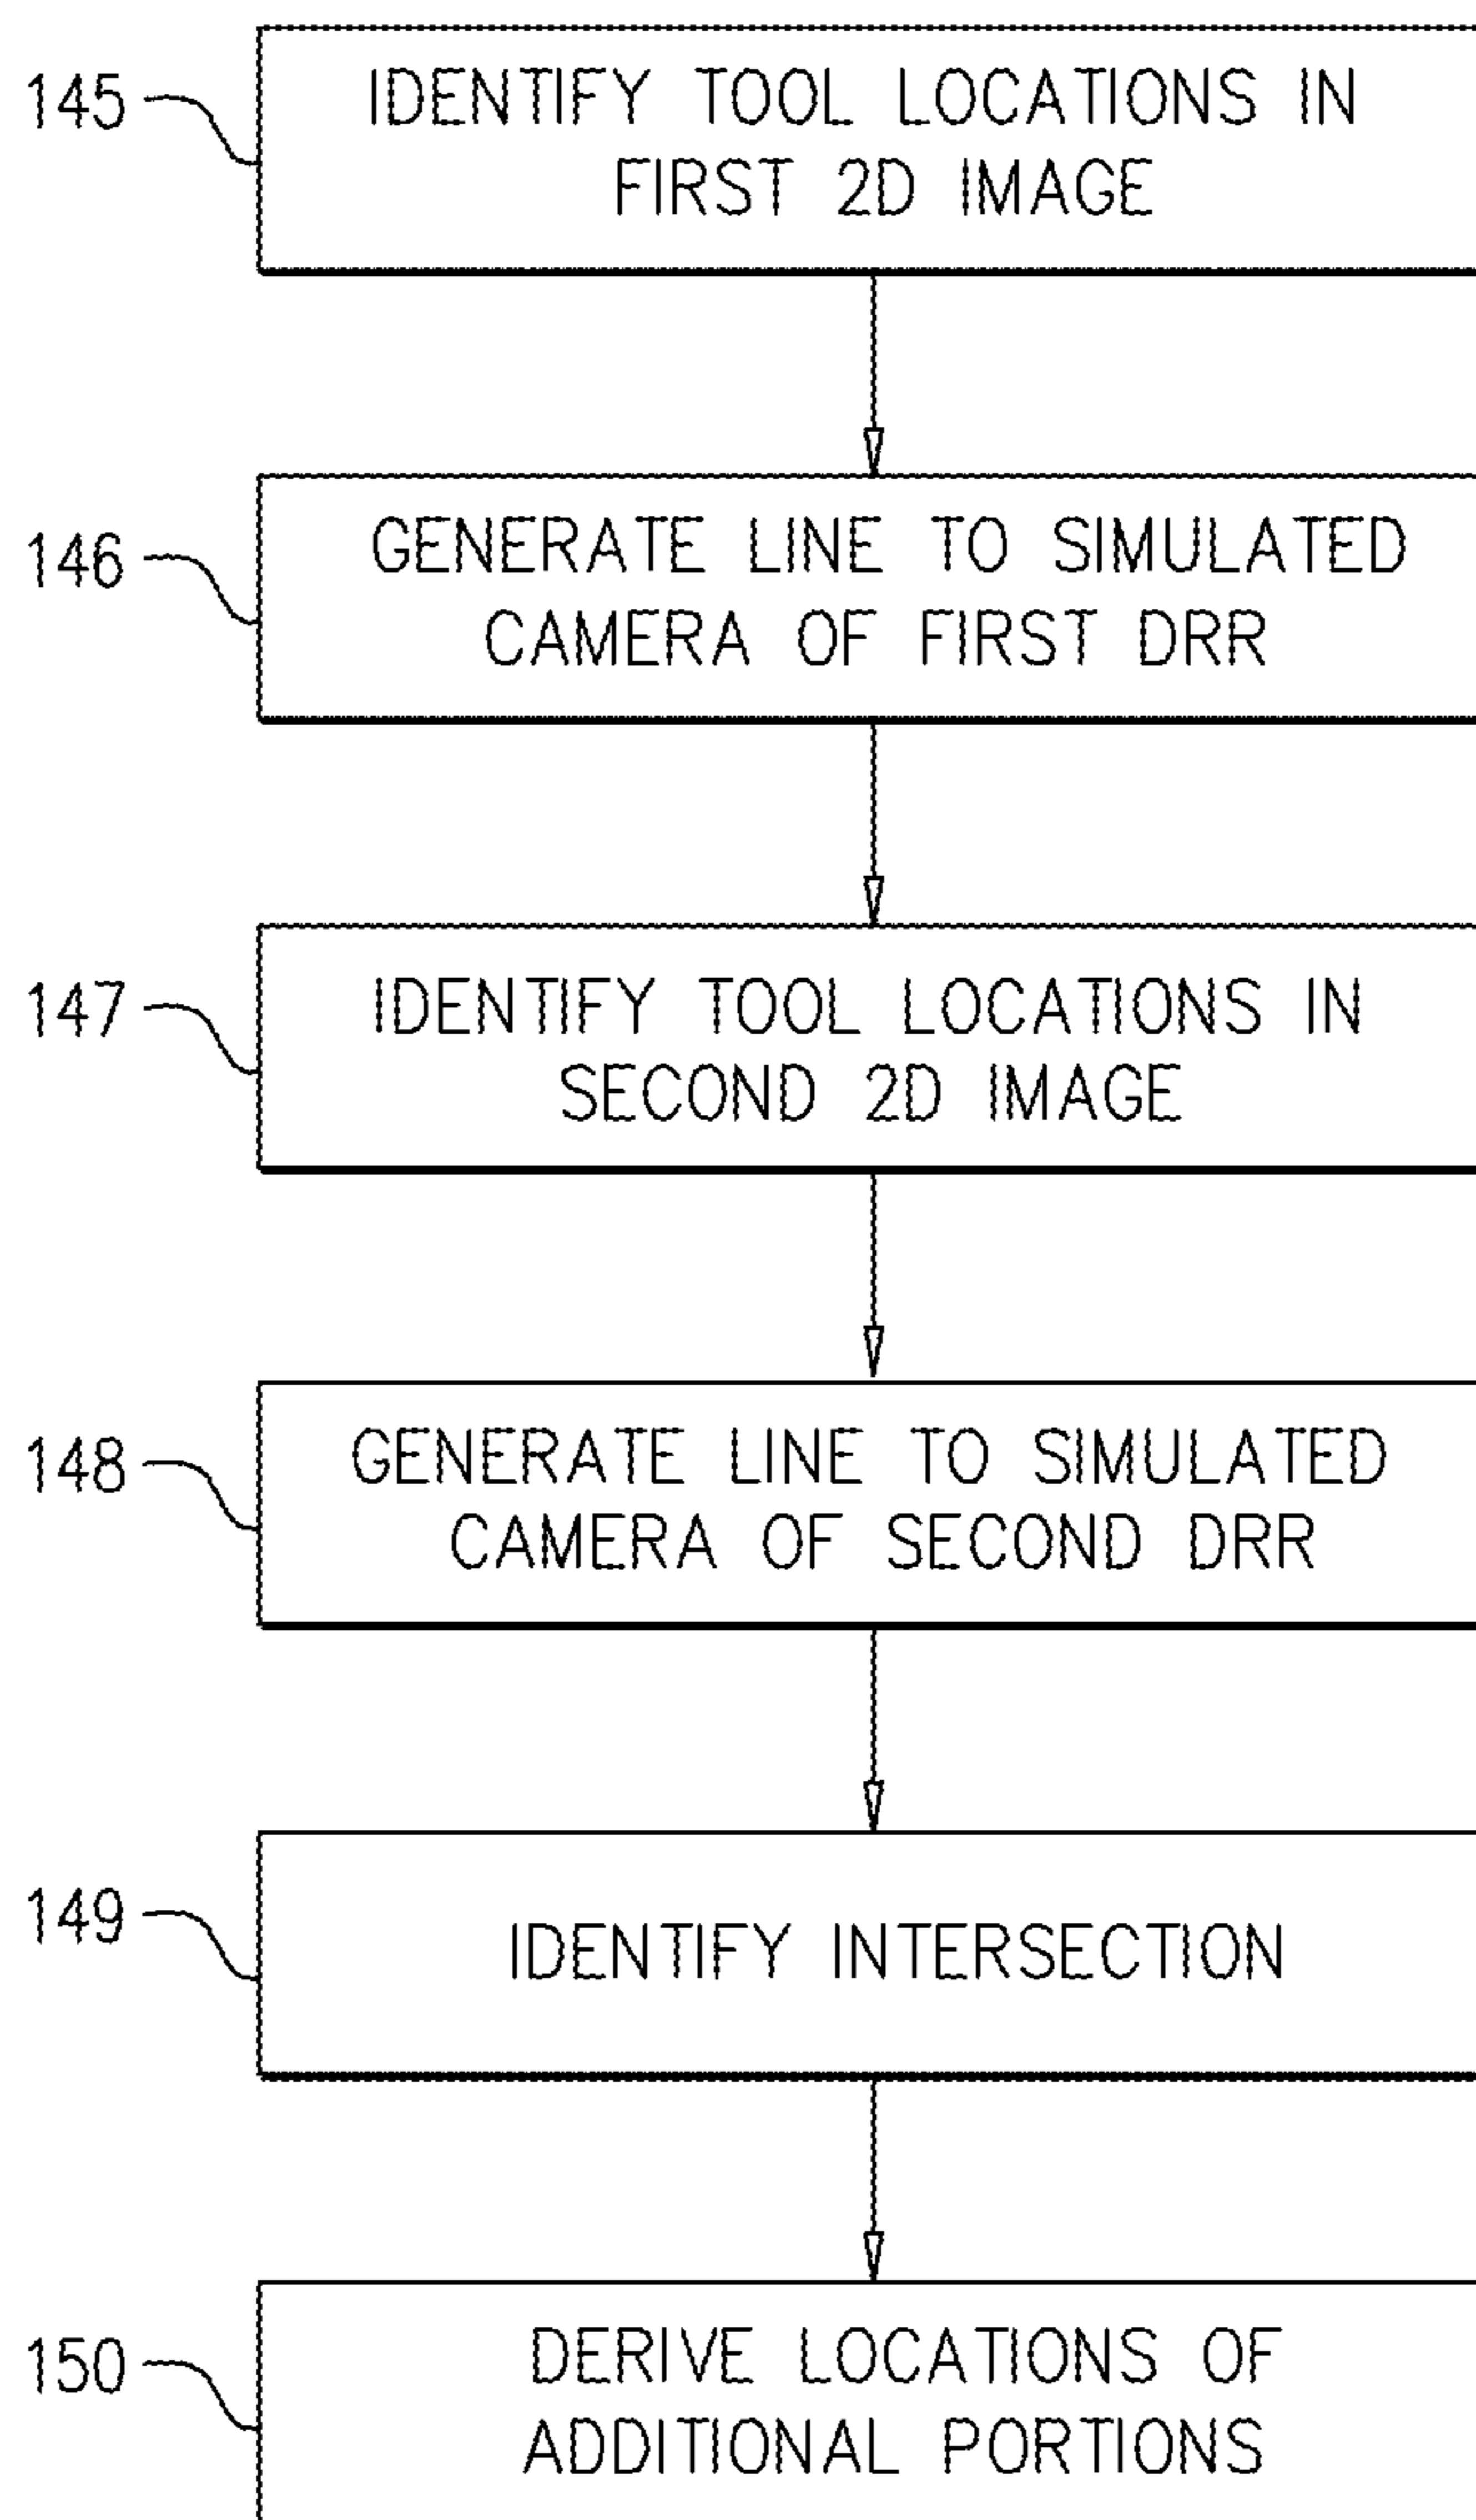 145
IDENTIFY TOOL LOCATIONS IN
FIRST 2D IMAGE
146
GENERATE LINE TO SIMULATED
CAMERA OF FIRST DRR
147
IDENTIFY TOOL LOCATIONS IN
SECOND 2D IMAGE
148
GENERATE LINE TO SIMULATED
CAMERA OF SECOND DRR
149
IDENTIFY INTERSECTION
150
DERIVE LOCATIONS OF
ADDITIONAL PORTIONS